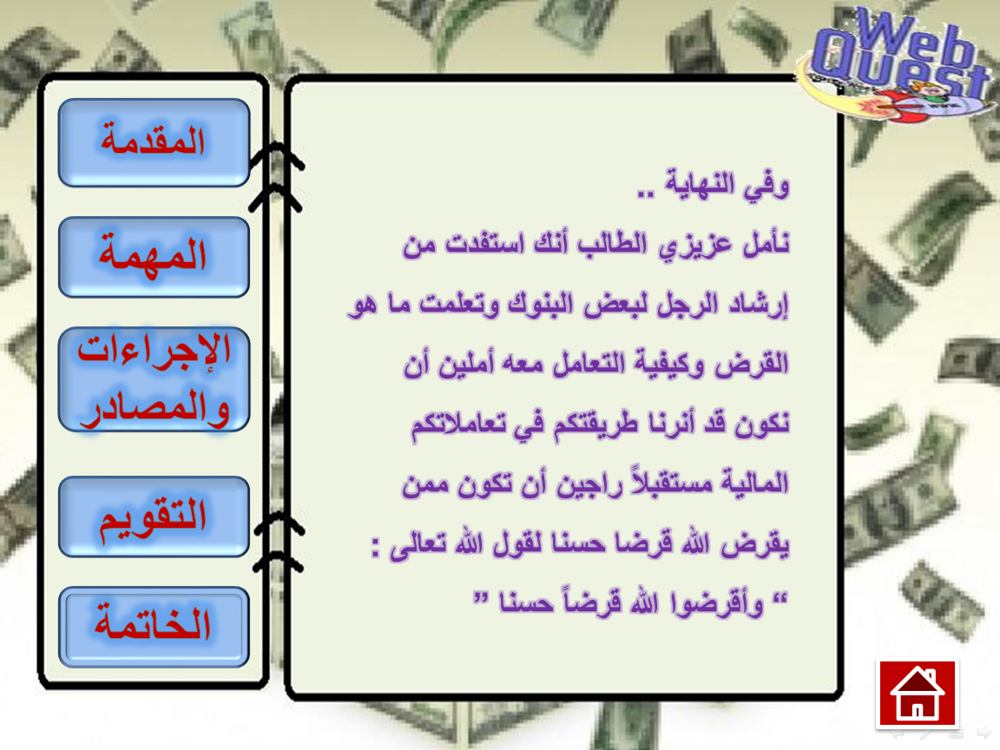 Web
Quest
www
المقدمة
المهمة
الإجراءات
والمصادر
التقويم
الخاتمة
وفي النهاية ..
نأمل عزيزي الطالب أنك استفدت من
إرشاد الرجل لبعض البنوك وتعلمت ما هو
القرض وكيفية التعامل معه أملين أن
نكون قد أنرنا طريقتكم في تعاملاتكم
المالية مستقبلاً راجين أن تكون ممن
يقرض الله قرضا حسنا لقول الله تعالى :
“ وأقرضوا الله قرضاً حسنا ”